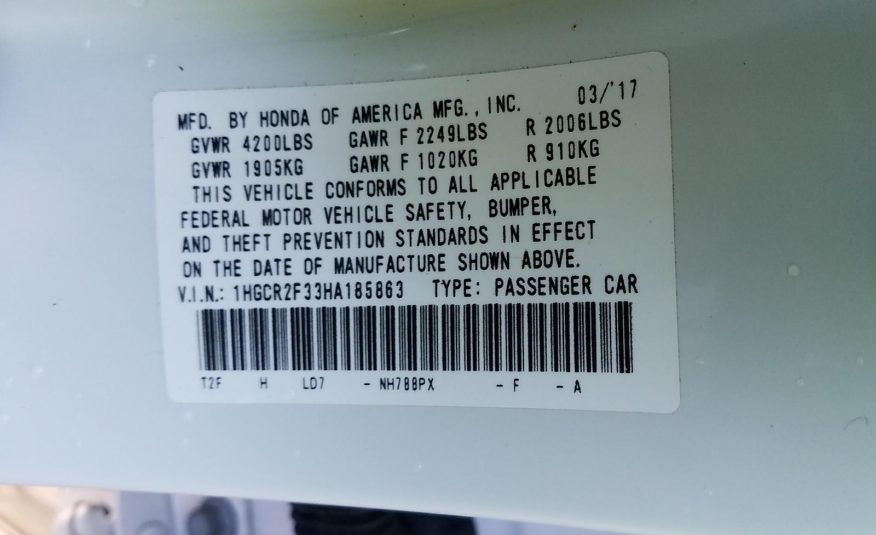 MFD. BY HONDA OF AMERICA MFG., INC. 03/'17
GVWR 4200LBS GAWR F 2249LBS R 2006LBS
GVWR 1905KG GAWR F 1020KG R 910KG
THIS VEHICLE CONFORMS TO ALL APPLICABLE
FEDERAL MOTOR VEHICLE SAFETY, BUMPER,
AND THEFT PREVENTION STANDARDS IN EFFECT
ON THE DATE OF MANUFACTURE SHOWN ABOVE.
V.I.N.: 1HGCR2F33HA185863 TYPE: PASSENGER CAR
T2F H LD7 - NH788PX - F - A